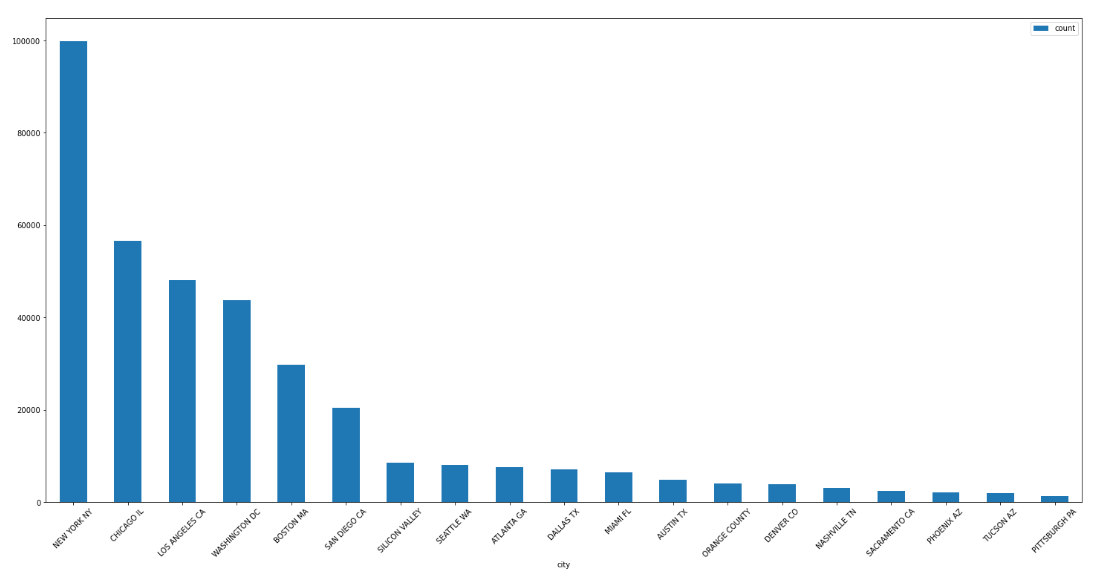 count
100000
80000
60000
40000
20000
0
NEW YORK NY
CHICAGO IL
LOS ANGELES CA
WASHINGTON DC
BOSTON MA
SAN DIEGO CA
SILICON VALLEY
SEATTLE WA
ATLANTA GA
DALLAS TX
MIAMI FL
AUSTIN TX
ORANGE COUNTY
DENVER CO
NASHVILLE TN
SACRAMENTO CA
PHOENIX AZ
TUCSON AZ
PITTSBURGH PA
city